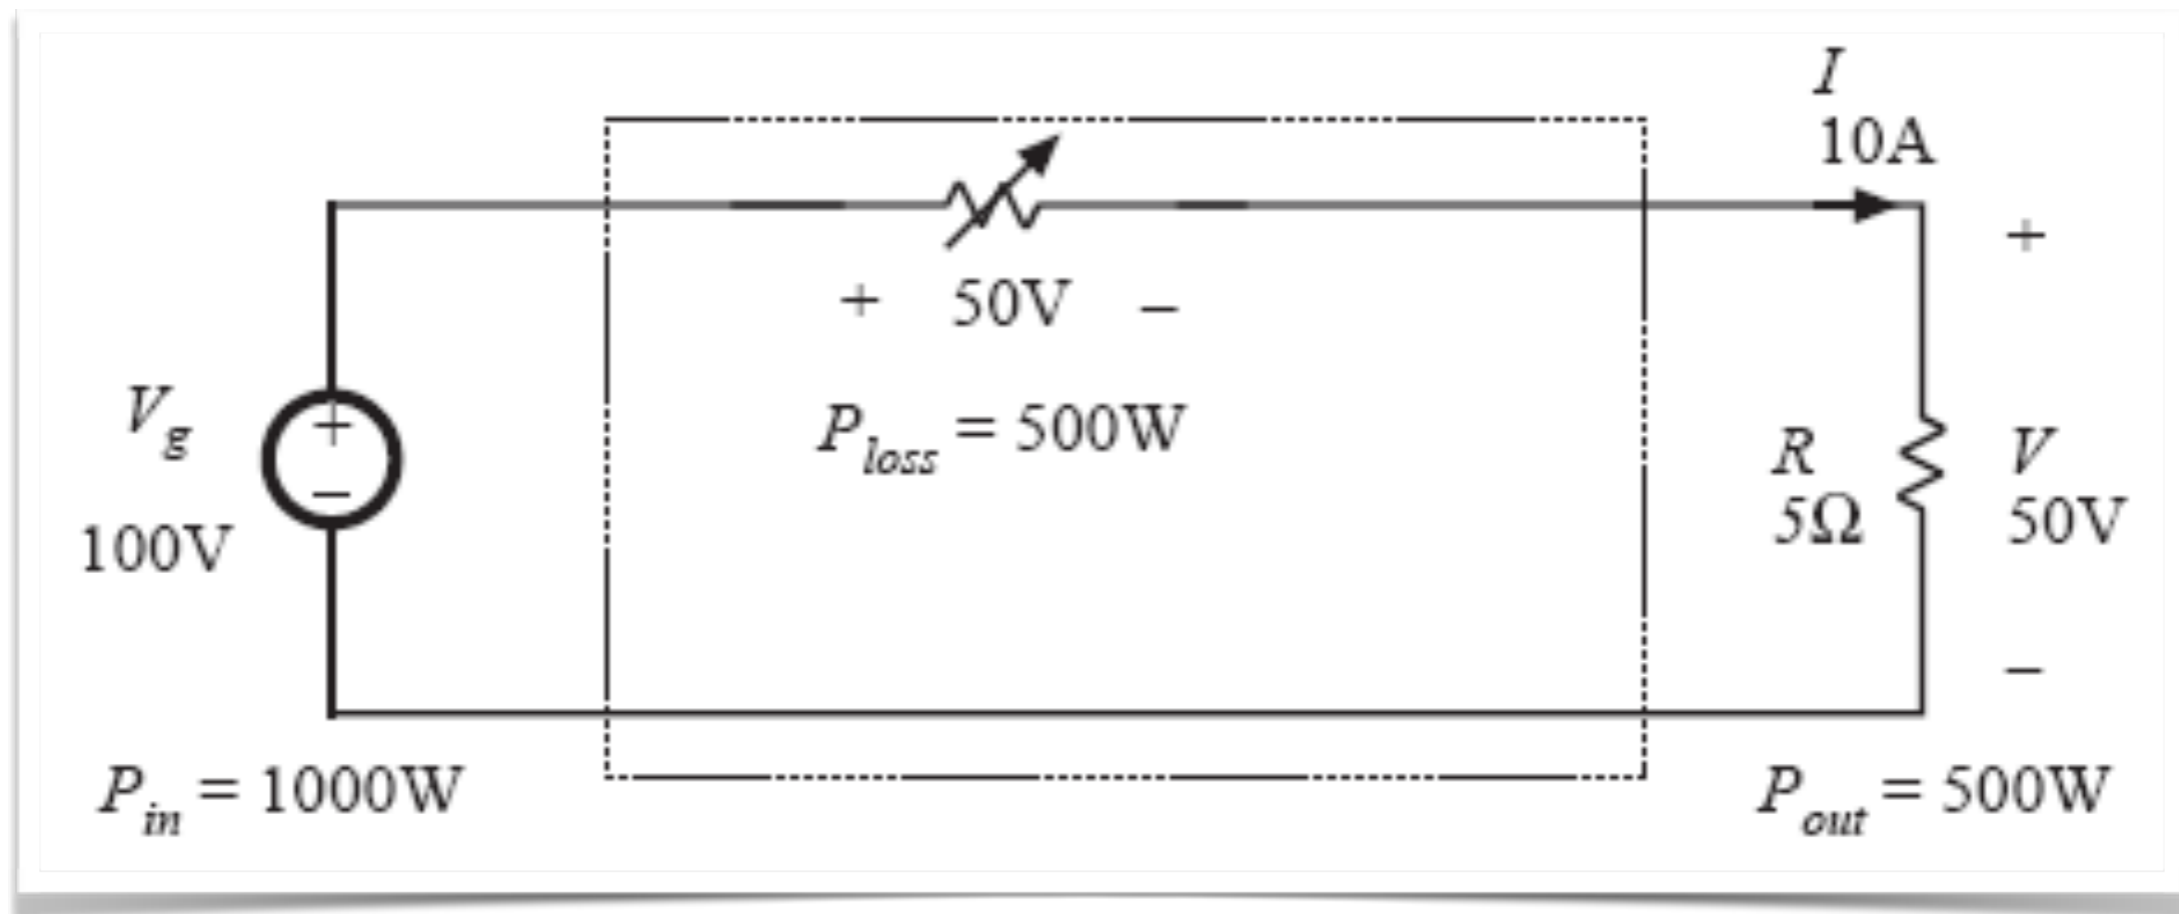 I
10A
+
+ 50V −
V_g
+
−
100V
P_loss = 500W
R
5Ω
V
50V
−
P_in = 1000W
P_out = 500W